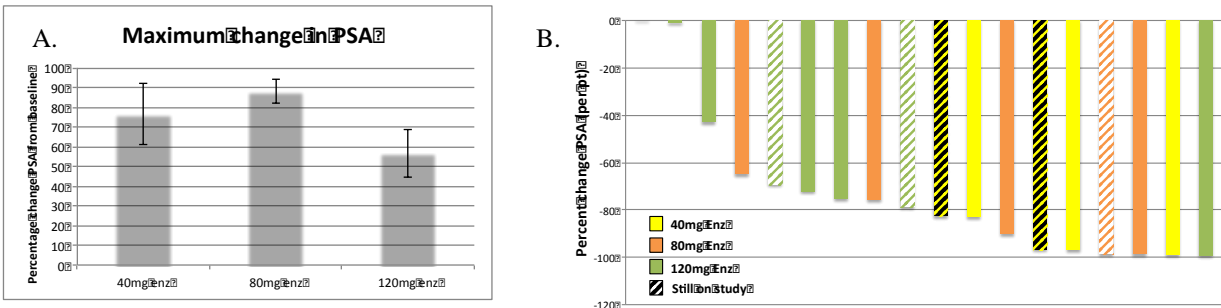 A.
Maximum change in PSA
Percentage change PSA from baseline
100
90
80
70
60
50
40
30
20
10
0
40mg enz
80mg enz
120mg enz
B.
Percent change PSA (per pt)
0
-20
-40
-60
-80
-100
-120
40mg Enz
80mg Enz
120mg Enz
Still on study